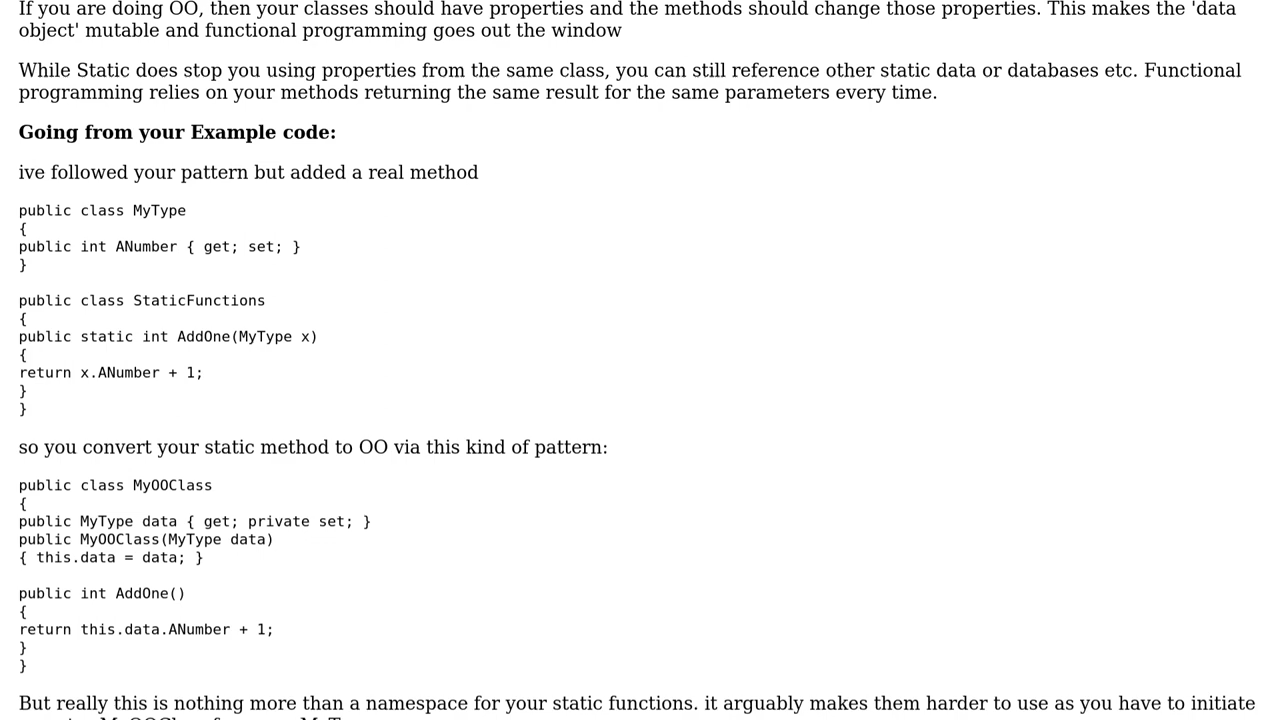 If you are doing OO, then your classes should have properties and the methods should change those properties. This makes the 'data
object' mutable and functional programming goes out the window
While Static does stop you using properties from the same class, you can still reference other static data or databases etc. Functional
programming relies on your methods returning the same result for the same parameters every time.
Going from your Example code:
ive followed your pattern but added a real method
public class MyType
{
public int ANumber { get; set; }
}
public class StaticFunctions
{
public static int AddOne(MyType x)
{
return x.ANumber + 1;
}
}
so you convert your static method to OO via this kind of pattern:
public class MyOOClass
{
public MyType data { get; private set; }
public MyOOClass(MyType data)
{ this.data = data; }
public int AddOne()
{
return this.data.ANumber + 1;
}
}
But really this is nothing more than a namespace for your static functions. it arguably makes them harder to use as you have to initiate